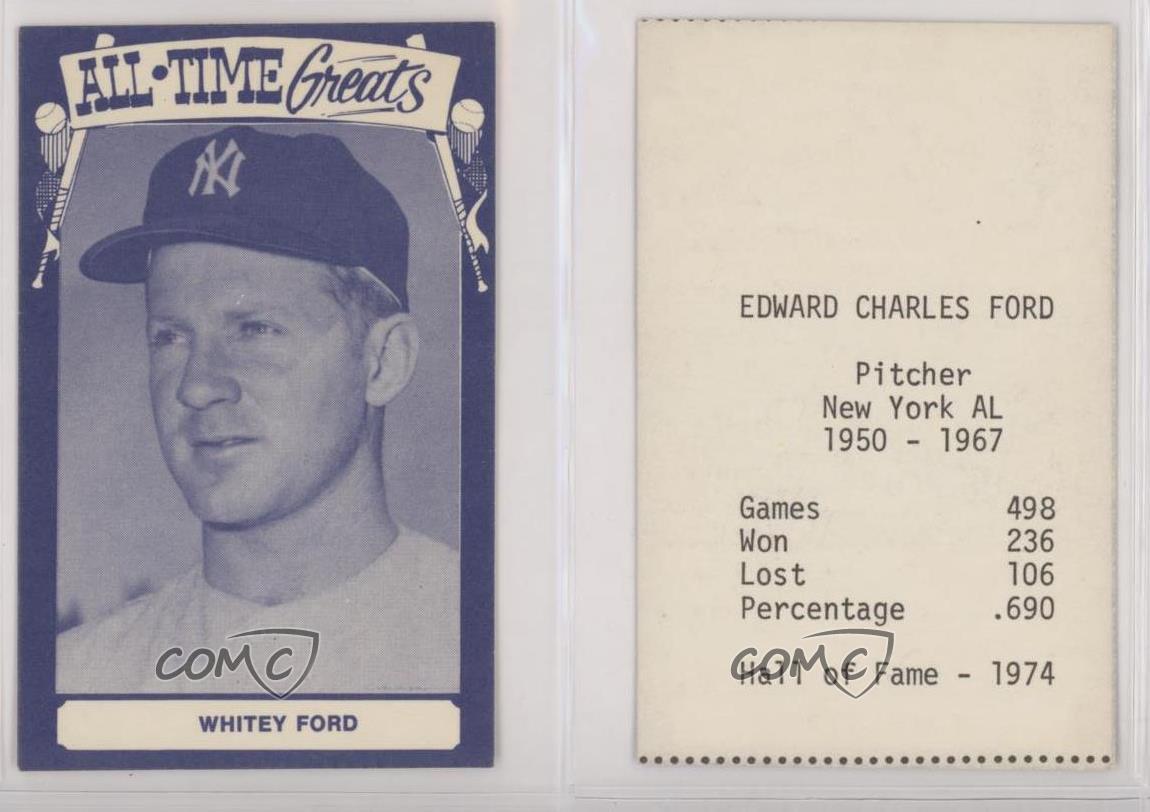 ALL·TIME Greats
NY
COMC
WHITEY FORD
EDWARD CHARLES FORD
Pitcher
New York AL
1950 - 1967
Games 498
Won 236
Lost 106
Percentage .690
COMC
Hall of Fame - 1974